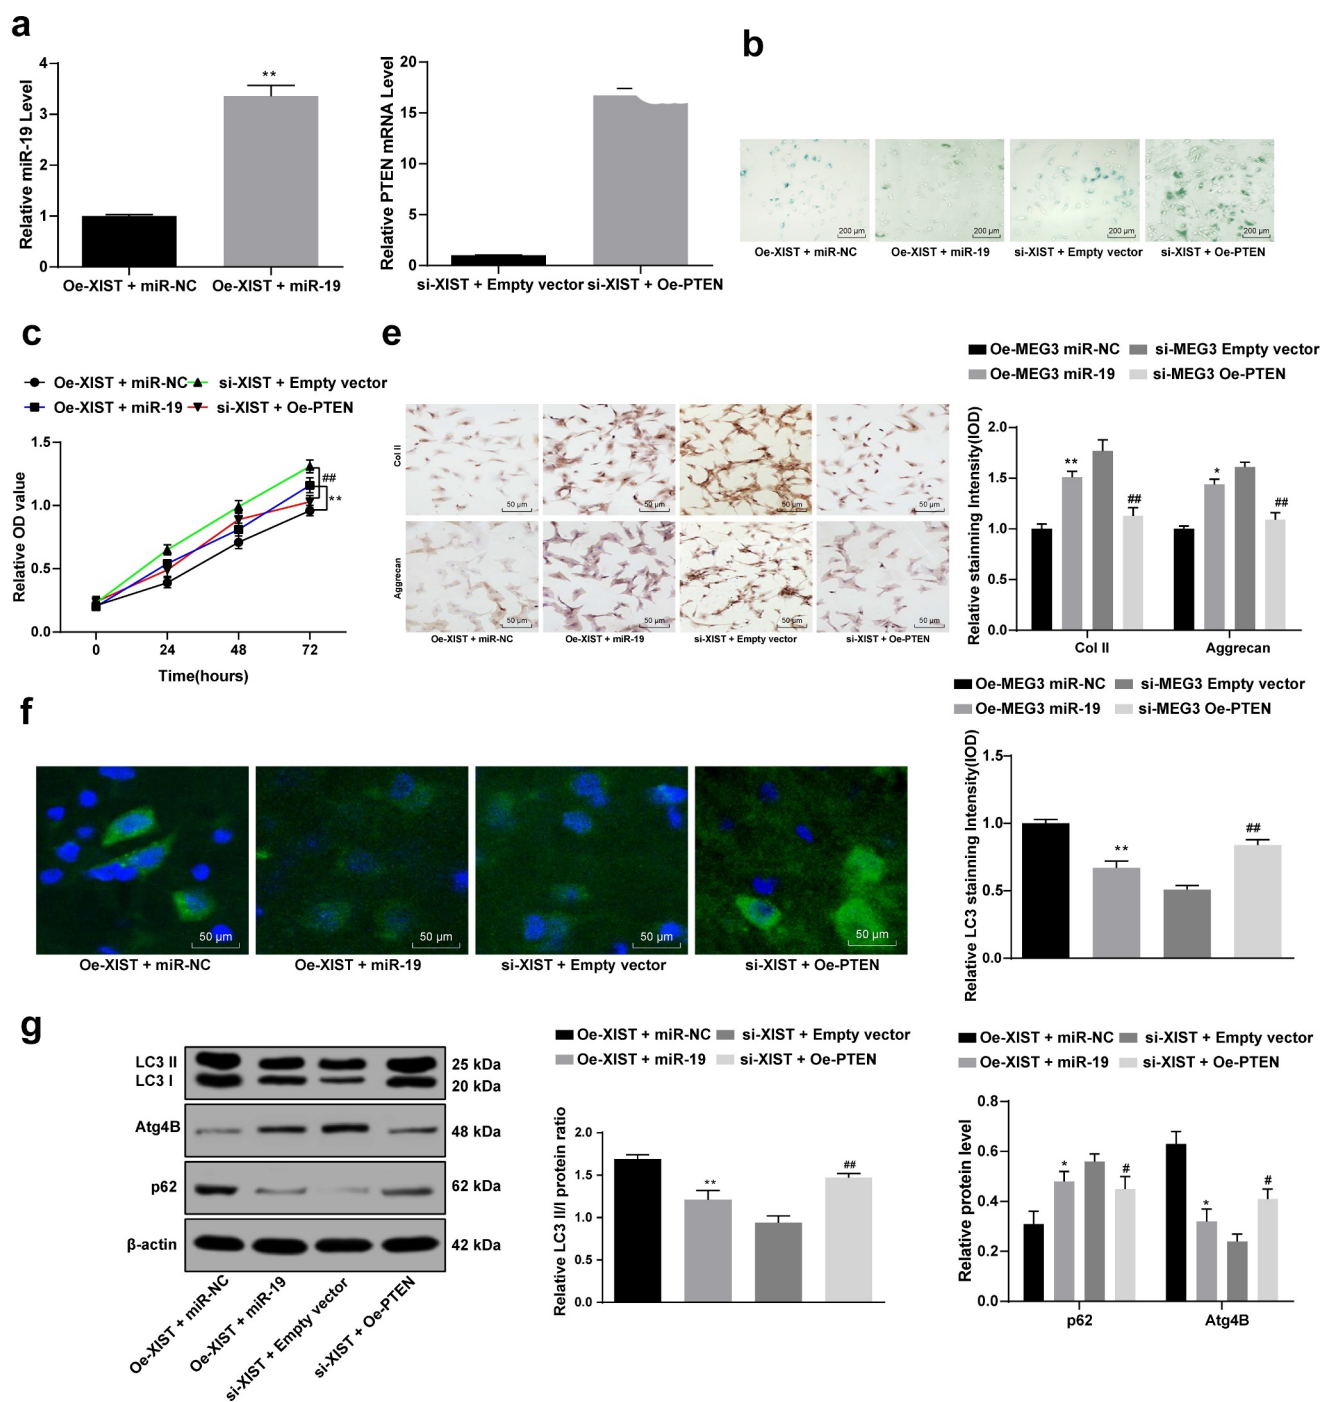 a
Relative miR-19 Level
4
3
2
1
0
**
Oe-XIST + miR-NC
Oe-XIST + miR-19
Relative PTEN mRNA Level
20
15
10
5
0
si-XIST + Empty vector
si-XIST + Oe-PTEN
b
200 µm
200 µm
200 µm
200 µm
Oe-XIST + miR-NC
Oe-XIST + miR-19
si-XIST + Empty vector
si-XIST + Oe-PTEN
c
Oe-XIST + miR-NC
si-XIST + Empty vector
Oe-XIST + miR-19
si-XIST + Oe-PTEN
Relative OD value
1.5
1.0
0.5
0.0
##
**
0
24
48
72
Time(hours)
e
Col II
50 µm
50 µm
50 µm
50 µm
Aggrecan
50 µm
50 µm
50 µm
50 µm
Oe-XIST + miR-NC
Oe-XIST + miR-19
si-XIST + Empty vector
si-XIST + Oe-PTEN
Oe-MEG3 miR-NC
si-MEG3 Empty vector
Oe-MEG3 miR-19
si-MEG3 Oe-PTEN
Relative stainning Intensity(IOD)
2.0
1.5
1.0
0.5
0.0
**
##
*
##
Col II
Aggrecan
f
50 µm
50 µm
50 µm
50 µm
Oe-XIST + miR-NC
Oe-XIST + miR-19
si-XIST + Empty vector
si-XIST + Oe-PTEN
Oe-MEG3 miR-NC
si-MEG3 Empty vector
Oe-MEG3 miR-19
si-MEG3 Oe-PTEN
Relative LC3 stainning Intensity(IOD)
1.5
1.0
0.5
0.0
**
##
g
LC3 II
25 kDa
LC3 I
20 kDa
Atg4B
48 kDa
p62
62 kDa
β-actin
42 kDa
Oe-XIST + miR-NC
Oe-XIST + miR-19
si-XIST + Empty vector
si-XIST + Oe-PTEN
Oe-XIST + miR-NC
si-XIST + Empty vector
Oe-XIST + miR-19
si-XIST + Oe-PTEN
Relative LC3 II/I protein ratio
2.0
1.5
1.0
0.5
0.0
**
##
Oe-XIST + miR-NC
si-XIST + Empty vector
Oe-XIST + miR-19
si-XIST + Oe-PTEN
Relative protein level
0.8
0.6
0.4
0.2
0.0
*
#
*
#
p62
Atg4B